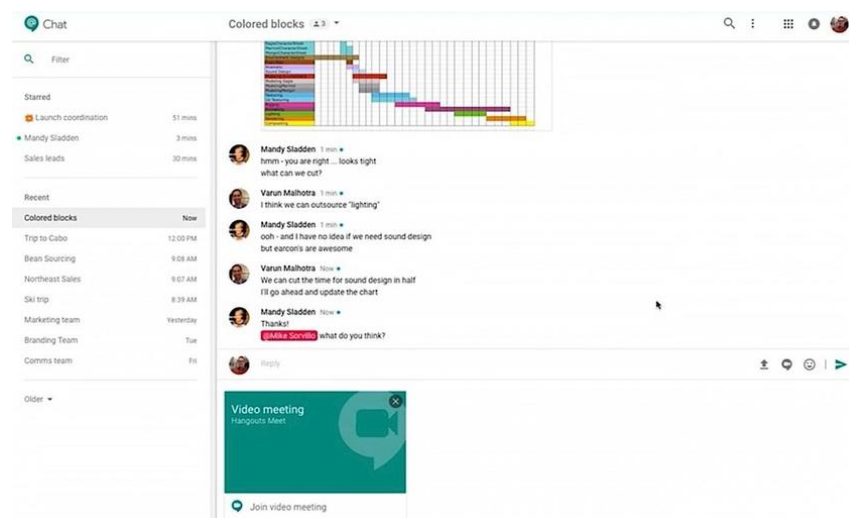 Chat
Colored blocks 3
Filter
Starred
Launch coordination 51 mins
Mandy Sladden 3 mins
Sales leads 30 mins
Recent
Colored blocks Now
Trip to Cabo 12:00 PM
Bean Sourcing 9:08 AM
Northeast Sales 9:07 AM
Ski trip 8:39 AM
Marketing team Yesterday
Branding Team Tue
Comms team Fri
Older
Mandy Sladden 1 min
hmm - you are right ... looks tight
what can we cut?
Varun Malhotra 1 min
I think we can outsource "lighting"
Mandy Sladden 1 min
ooh - and I have no idea if we need sound design
but earcon's are awesome
Varun Malhotra Now
We can cut the time for sound design in half
I'll go ahead and update the chart
Mandy Sladden Now
Thanks!
@Mike Sorvillo what do you think?
Reply
Video meeting
Hangouts Meet
Join video meeting